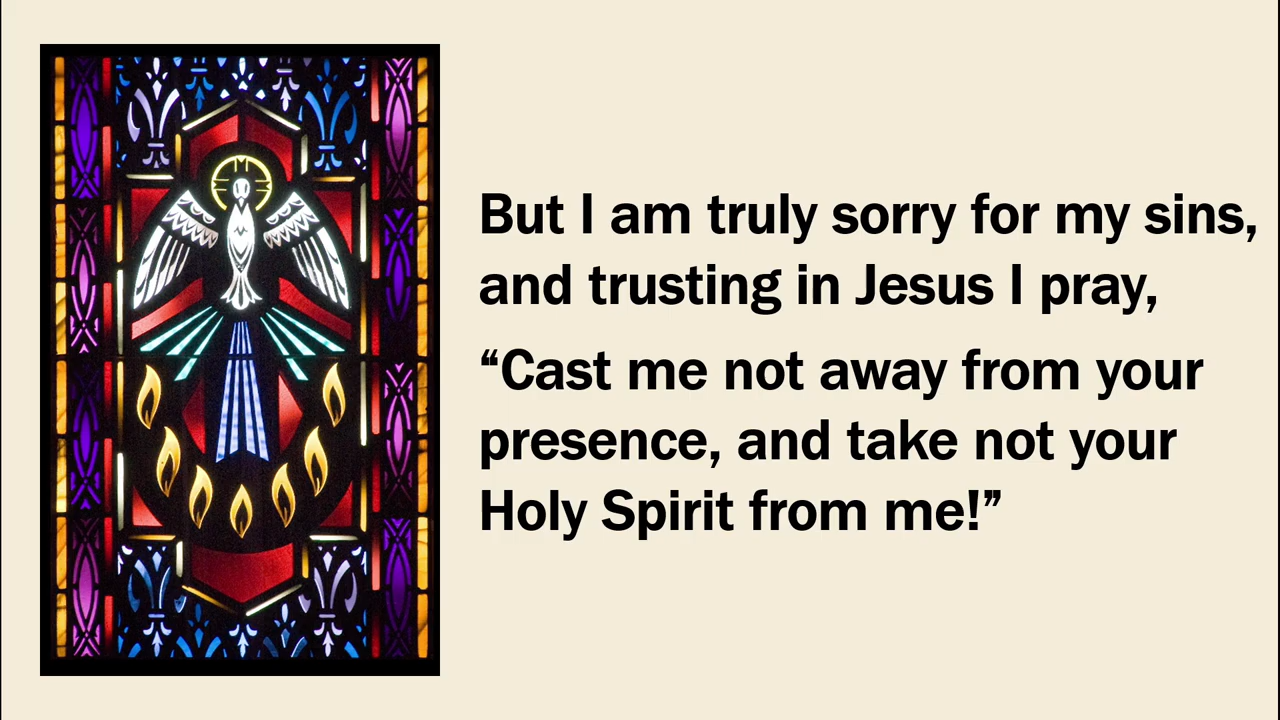 But I am truly sorry for my sins,
and trusting in Jesus I pray,
“Cast me not away from your
presence, and take not your
Holy Spirit from me!”